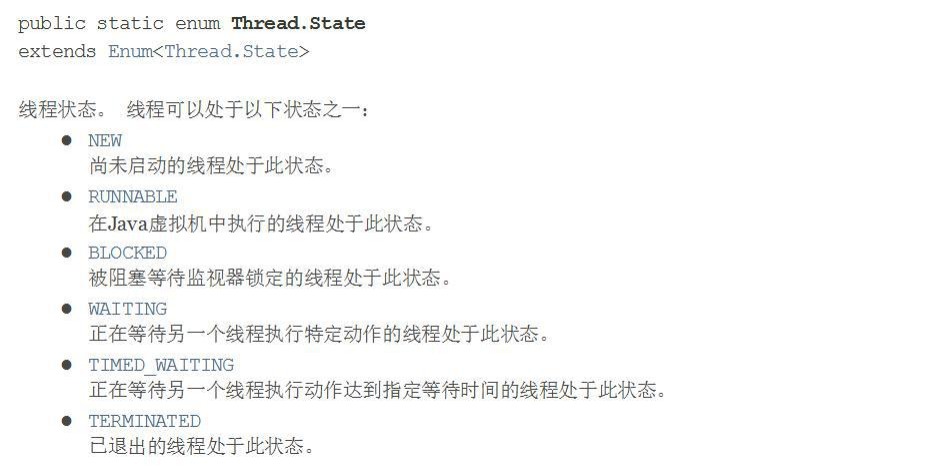 public static enum Thread.State
extends Enum<Thread.State>
线程状态。 线程可以处于以下状态之一：
● NEW
尚未启动的线程处于此状态。
● RUNNABLE
在Java虚拟机中执行的线程处于此状态。
● BLOCKED
被阻塞等待监视器锁定的线程处于此状态。
● WAITING
正在等待另一个线程执行特定动作的线程处于此状态。
● TIMED_WAITING
正在等待另一个线程执行动作达到指定等待时间的线程处于此状态。
● TERMINATED
已退出的线程处于此状态。